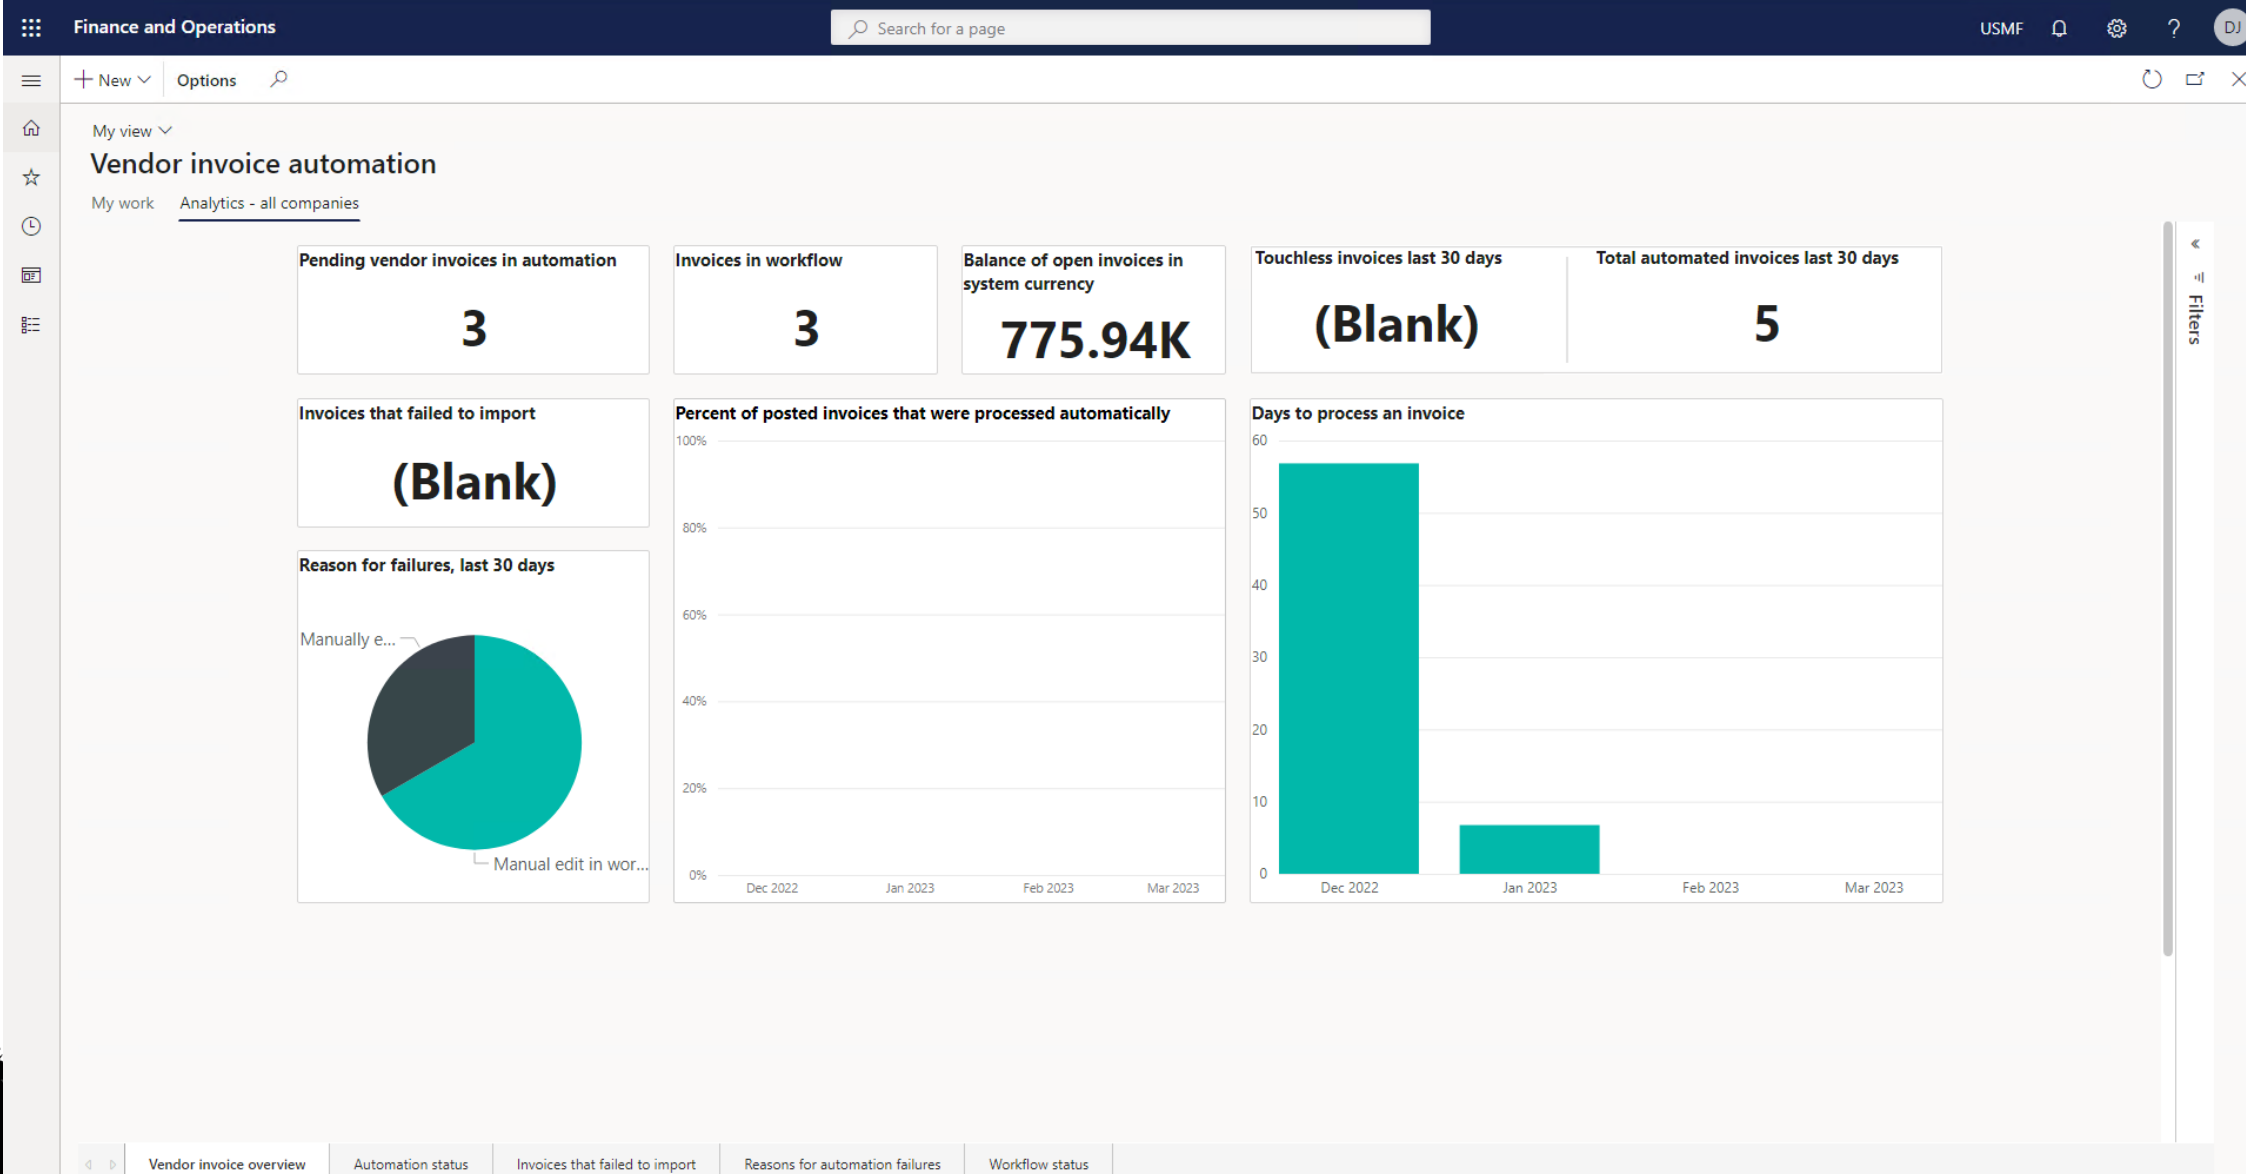 Finance and Operations
Search for a page
USMF
?
DJ
New
Options
My view
Vendor invoice automation
My work
Analytics - all companies
Pending vendor invoices in automation
3
Invoices in workflow
3
Balance of open invoices in
system currency
775.94K
Touchless invoices last 30 days
(Blank)
Total automated invoices last 30 days
5
Filters
Invoices that failed to import
(Blank)
Reason for failures, last 30 days
Manually e...
Manual edit in wor...
Percent of posted invoices that were processed automatically
100%
80%
60%
40%
20%
0%
Dec 2022
Jan 2023
Feb 2023
Mar 2023
Days to process an invoice
60
50
40
30
20
10
0
Dec 2022
Jan 2023
Feb 2023
Mar 2023
Vendor invoice overview
Automation status
Invoices that failed to import
Reasons for automation failures
Workflow status